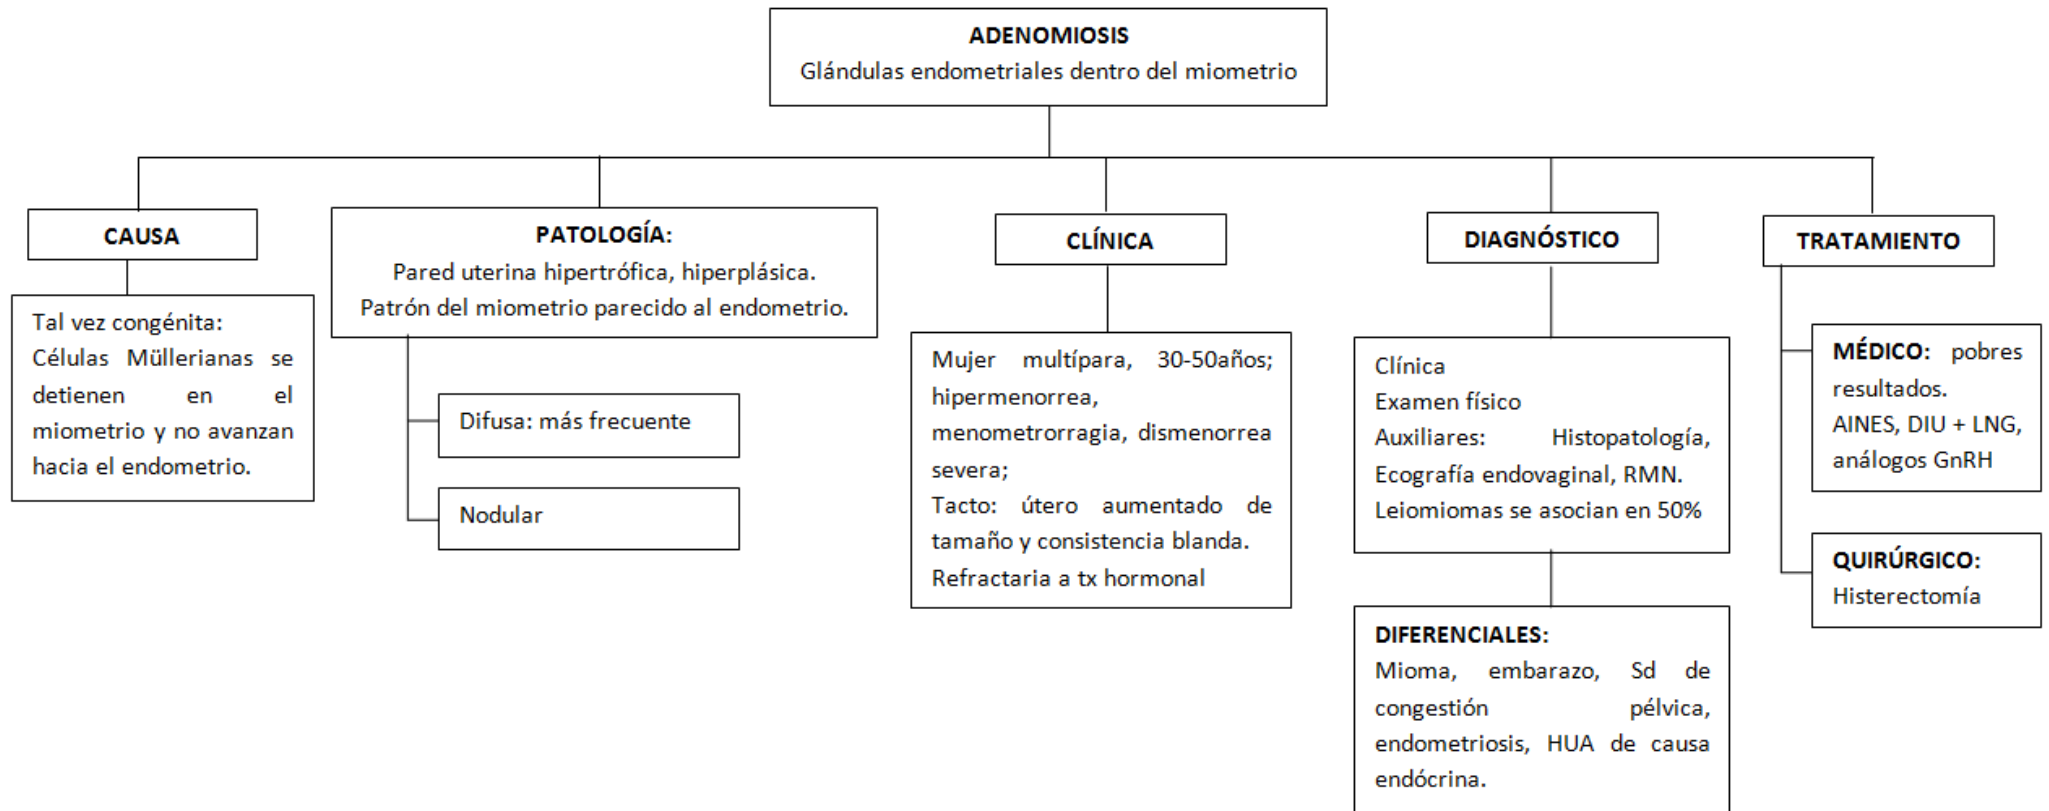 ADENOMIOSIS
Glándulas endometriales dentro del miometrio
CAUSA
Tal vez congénita:
Células Müllerianas se
detienen en el
miometrio y no avanzan
hacia el endometrio.
PATOLOGÍA:
Pared uterina hipertrófica, hiperplásica.
Patrón del miometrio parecido al endometrio.
Difusa: más frecuente
Nodular
CLÍNICA
Mujer multípara, 30-50años;
hipermenorrea,
menometrorragia, dismenorrea
severa;
Tacto: útero aumentado de
tamaño y consistencia blanda.
Refractaria a tx hormonal
DIAGNÓSTICO
Clínica
Examen físico
Auxiliares: Histopatología,
Ecografía endovaginal, RMN.
Leiomiomas se asocian en 50%
DIFERENCIALES:
Mioma, embarazo, Sd de
congestión pélvica,
endometriosis, HUA de causa
endócrina.
TRATAMIENTO
MÉDICO: pobres
resultados.
AINES, DIU + LNG,
análogos GnRH
QUIRÚRGICO:
Histerectomía